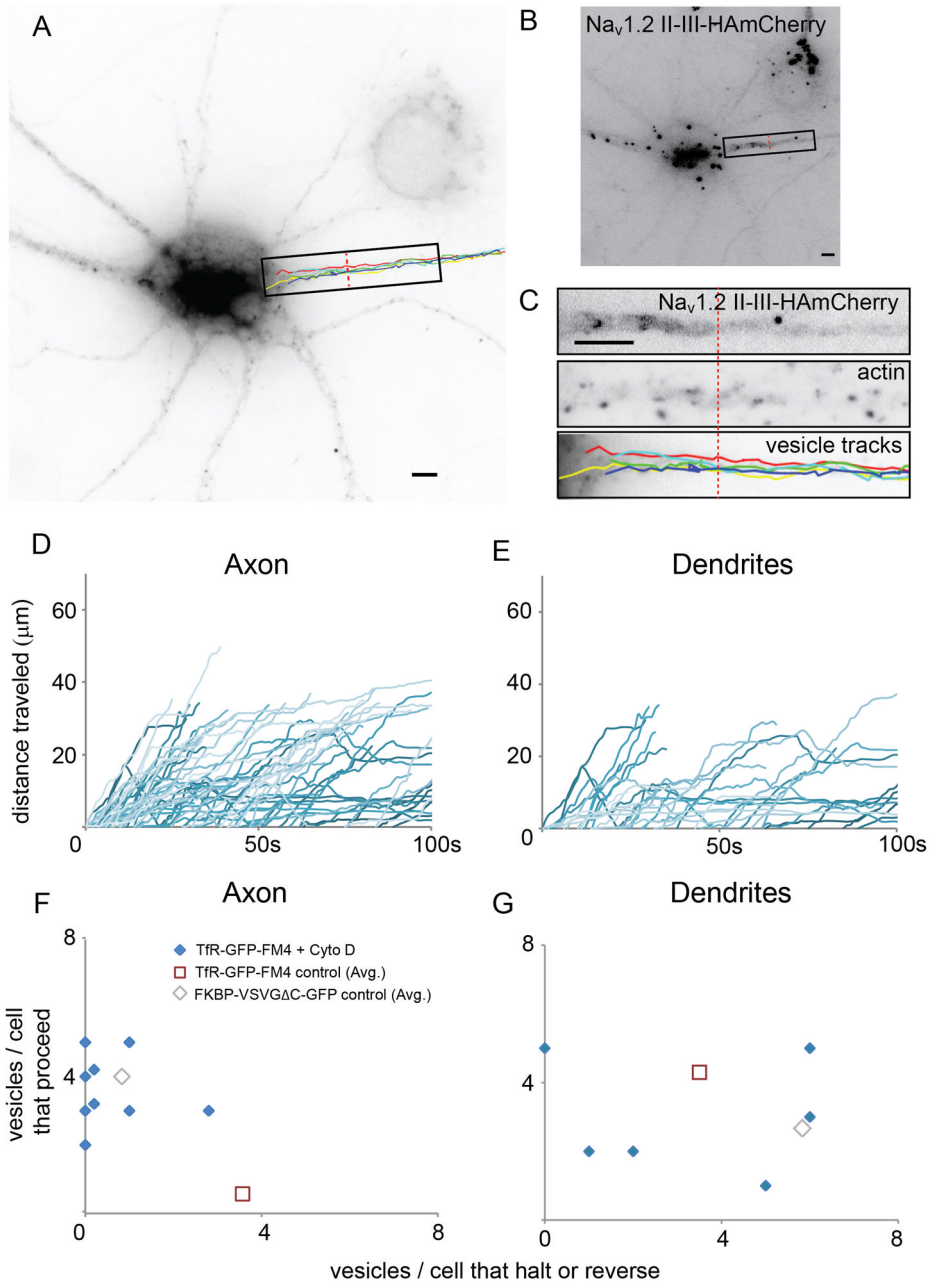 A
B
Nav1.2 II-III-HAmCherry
C
Nav1.2 II-III-HAmCherry
actin
vesicle tracks
D
Axon
distance traveled (μm)
60
40
20
0
50s
100s
E
Dendrites
60
40
20
0
50s
100s
F
Axon
vesicles / cell
that proceed
8
4
0
4
8
TfR-GFP-FM4 + Cyto D
TfR-GFP-FM4 control (Avg.)
FKBP-VSVGΔC-GFP control (Avg.)
G
Dendrites
8
4
0
4
8
vesicles / cell that halt or reverse